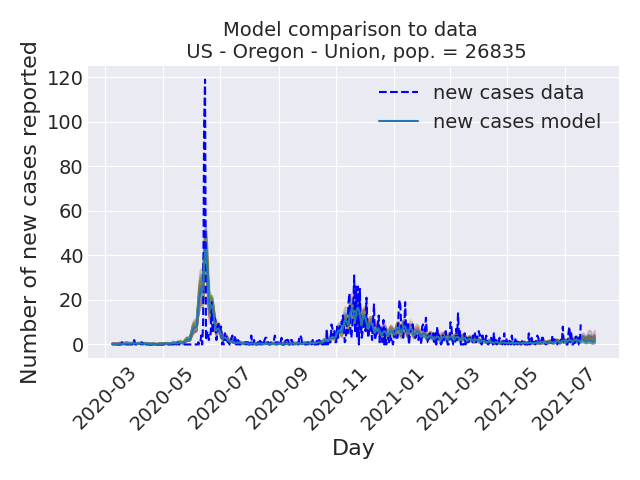 Model comparison to data
US - Oregon - Union, pop. = 26835
Number of new cases reported
120
100
80
60
40
20
0
new cases data
new cases model
2020-03
2020-05
2020-07
2020-09
2020-11
2021-01
2021-03
2021-05
2021-07
Day